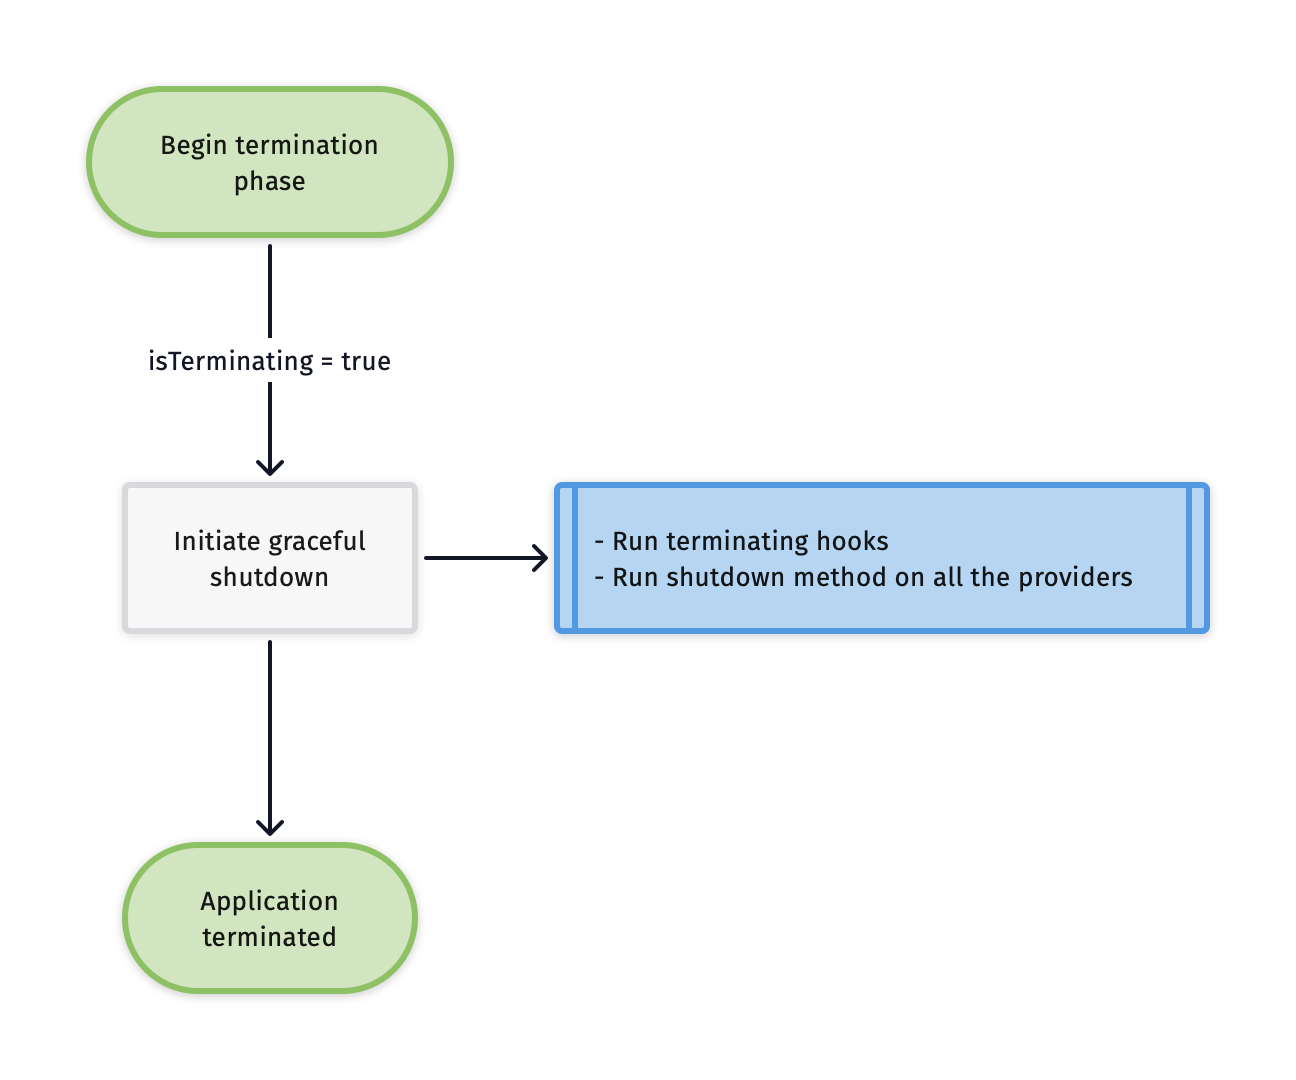 Begin termination
phase
isTerminating = true
Initiate graceful
shutdown
- Run terminating hooks
- Run shutdown method on all the providers
Application
terminated